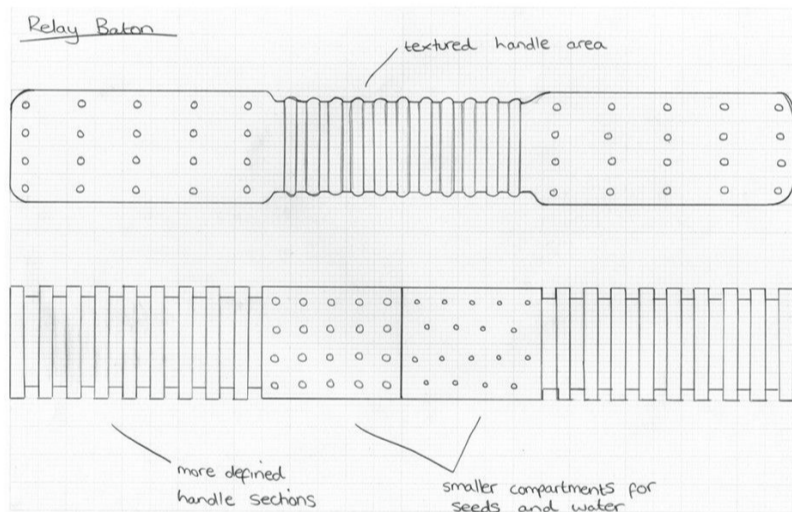 Relay Baton
textured handle area
more defined
handle sections
smaller compartments for
seeds and water